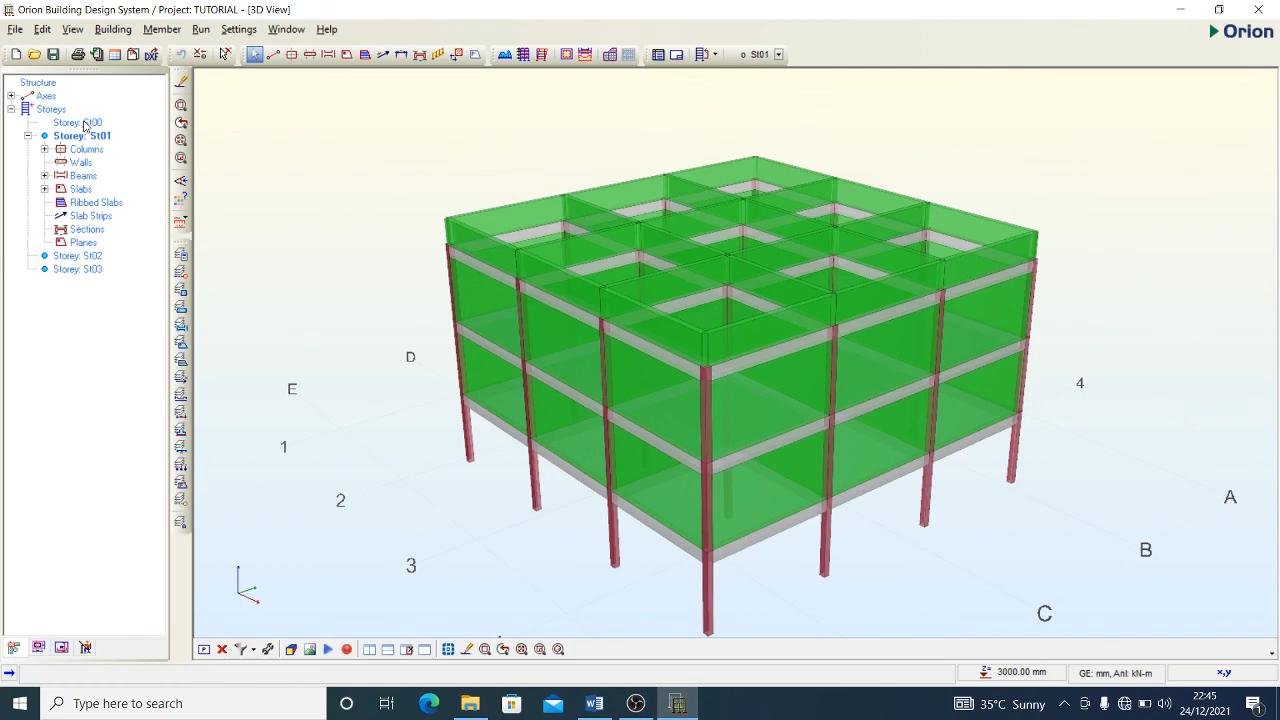 Orion Building Design System / Project: TUTORIAL - [3D View]
File Edit View Building Member Run Settings Window Help
Orion
DXF
o St01
Structure
Axes
Storeys
Storey: St00
Storey: St01
Columns
Walls
Beams
Slabs
Ribbed Slabs
Slab Strips
Sections
Planes
Storey: St02
Storey: St03
D
E
4
1
2
A
3
B
C
P
Z=
3000.00 mm
GE: mm, Anl: kN-m
x,y
Type here to search
35°C Sunny
22:45
24/12/2021